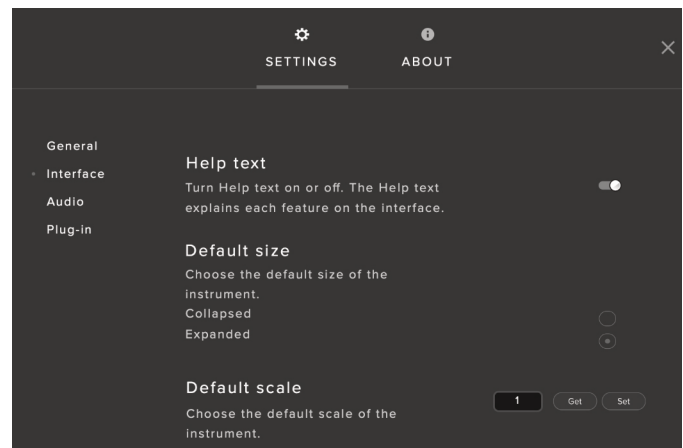 SETTINGS
ABOUT
General
Interface
Audio
Plug-in
Help text
Turn Help text on or off. The Help text
explains each feature on the interface.
Default size
Choose the default size of the
instrument.
Collapsed
Expanded
Default scale
1 Get Set
Choose the default scale of the
instrument.